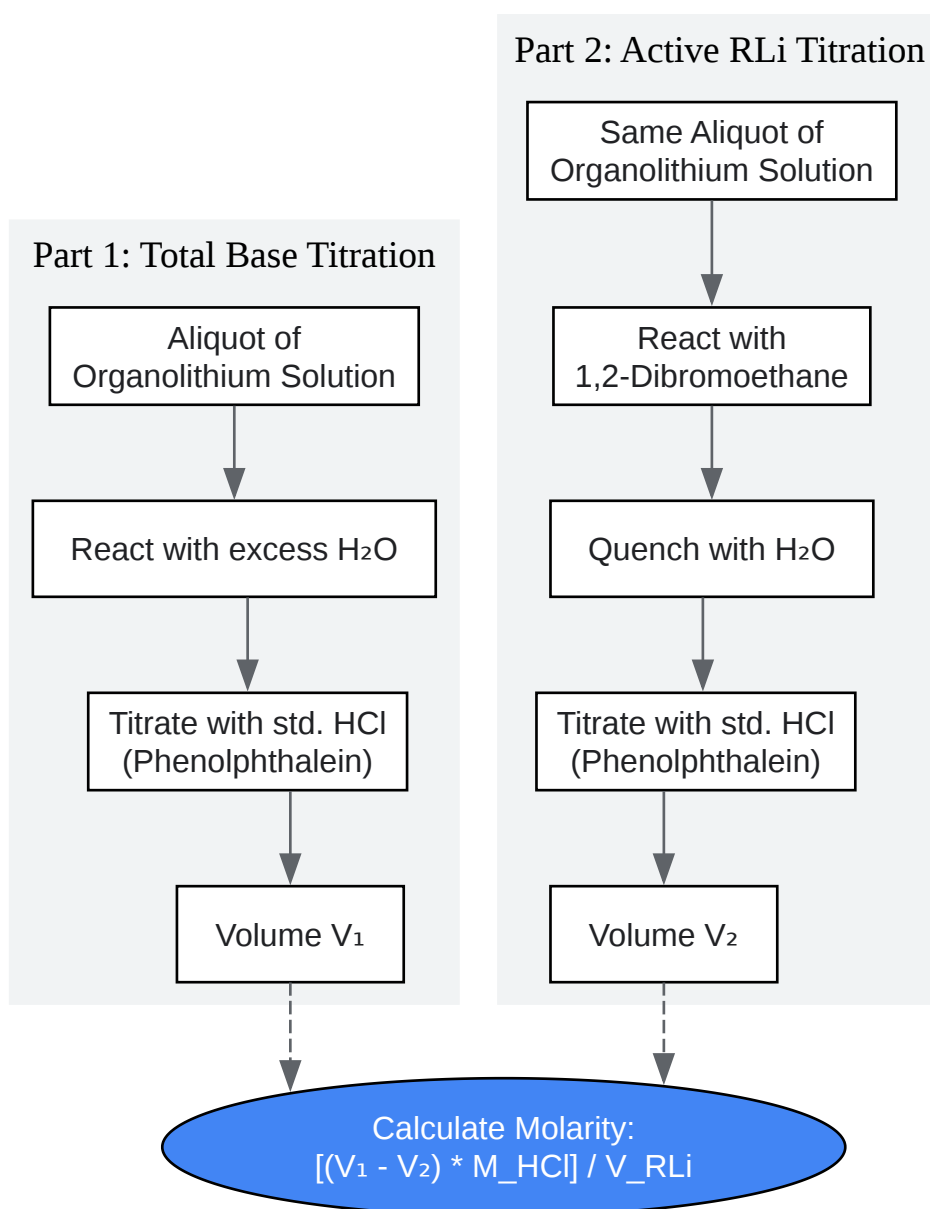 Part 1: Total Base Titration
Aliquot of
Organolithium Solution
React with excess H₂O
Titrate with std. HCl
(Phenolphthalein)
Volume V₁
Part 2: Active RLi Titration
Same Aliquot of
Organolithium Solution
React with
1,2-Dibromoethane
Quench with H₂O
Titrate with std. HCl
(Phenolphthalein)
Volume V₂
Calculate Molarity:
[(V₁ - V₂) * M_HCl] / V_RLi